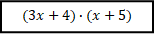 (3x + 4) · (x + 5)